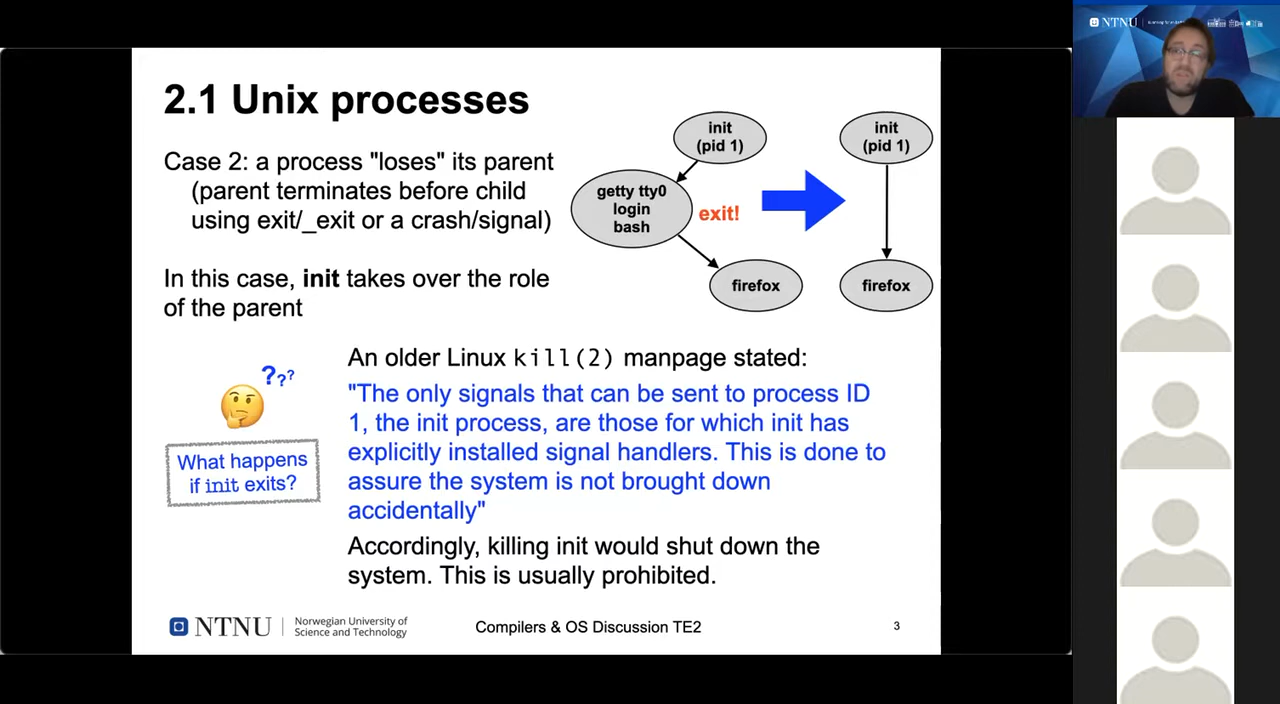 2.1 Unix processes
Case 2: a process "loses" its parent
(parent terminates before child
using exit/_exit or a crash/signal)
In this case, init takes over the role
of the parent
init
(pid 1)
getty tty0
login
bash
exit!
firefox
init
(pid 1)
firefox
???
What happens
if init exits?
An older Linux kill(2) manpage stated:
"The only signals that can be sent to process ID
1, the init process, are those for which init has
explicitly installed signal handlers. This is done to
assure the system is not brought down
accidentally"
Accordingly, killing init would shut down the
system. This is usually prohibited.
NTNU
Norwegian University of
Science and Technology
Compilers & OS Discussion TE2
3
NTNU